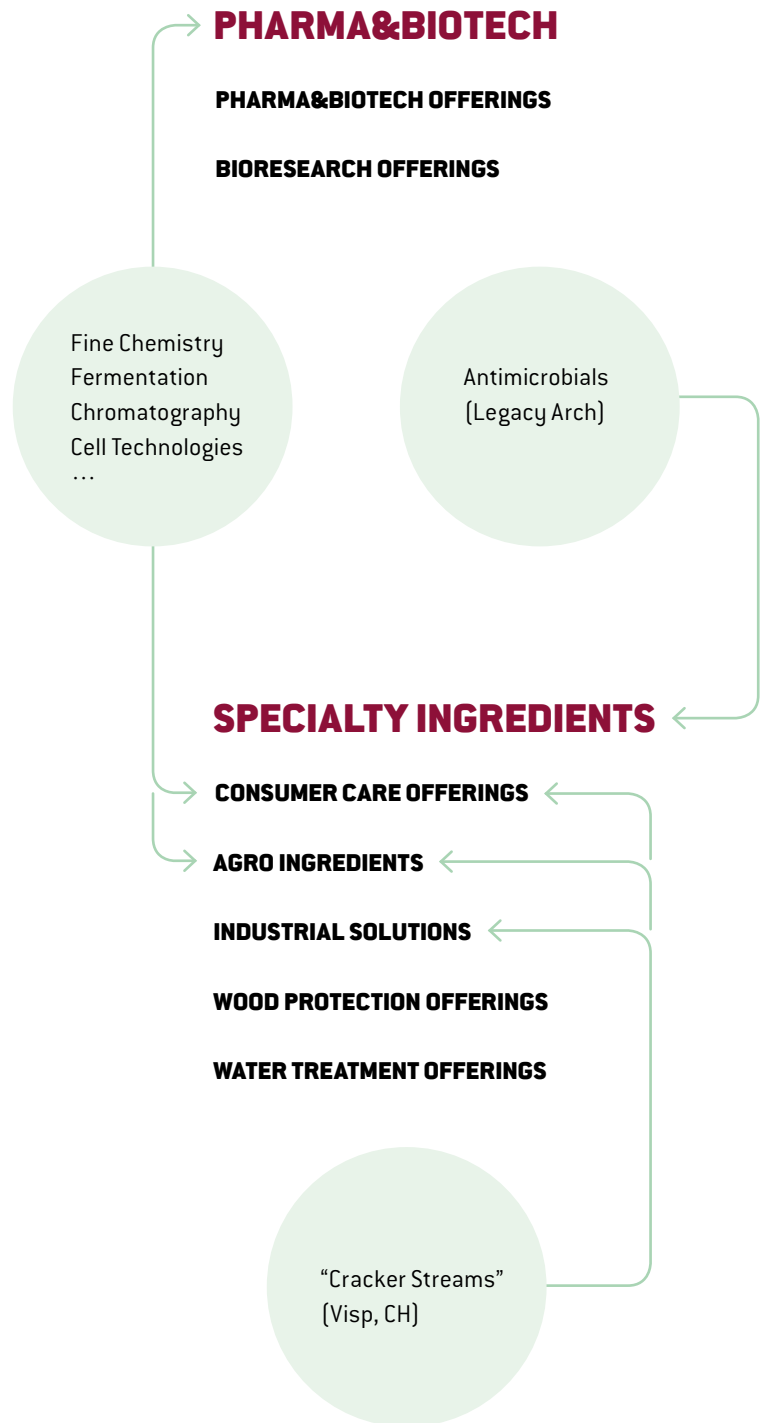 PHARMA&BIOTECH
PHARMA&BIOTECH OFFERINGS
BIORESEARCH OFFERINGS
Fine Chemistry
Fermentation
Chromatography
Cell Technologies
...
Antimicrobials
(Legacy Arch)
SPECIALTY INGREDIENTS
CONSUMER CARE OFFERINGS
AGRO INGREDIENTS
INDUSTRIAL SOLUTIONS
WOOD PROTECTION OFFERINGS
WATER TREATMENT OFFERINGS
“Cracker Streams”
(Visp, CH)